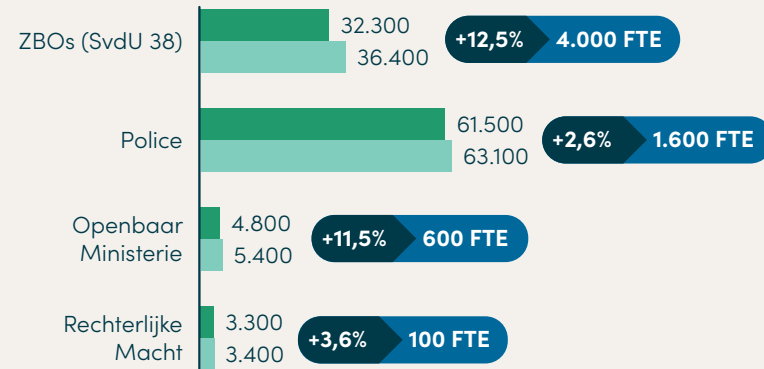 ZBOs (SvdU 38)
32.300
36.400
+12,5% 4.000 FTE
Police
61.500
63.100
+2,6% 1.600 FTE
Openbaar
Ministerie
4.800
5.400
+11,5% 600 FTE
Rechterlijke
Macht
3.300
3.400
+3,6% 100 FTE